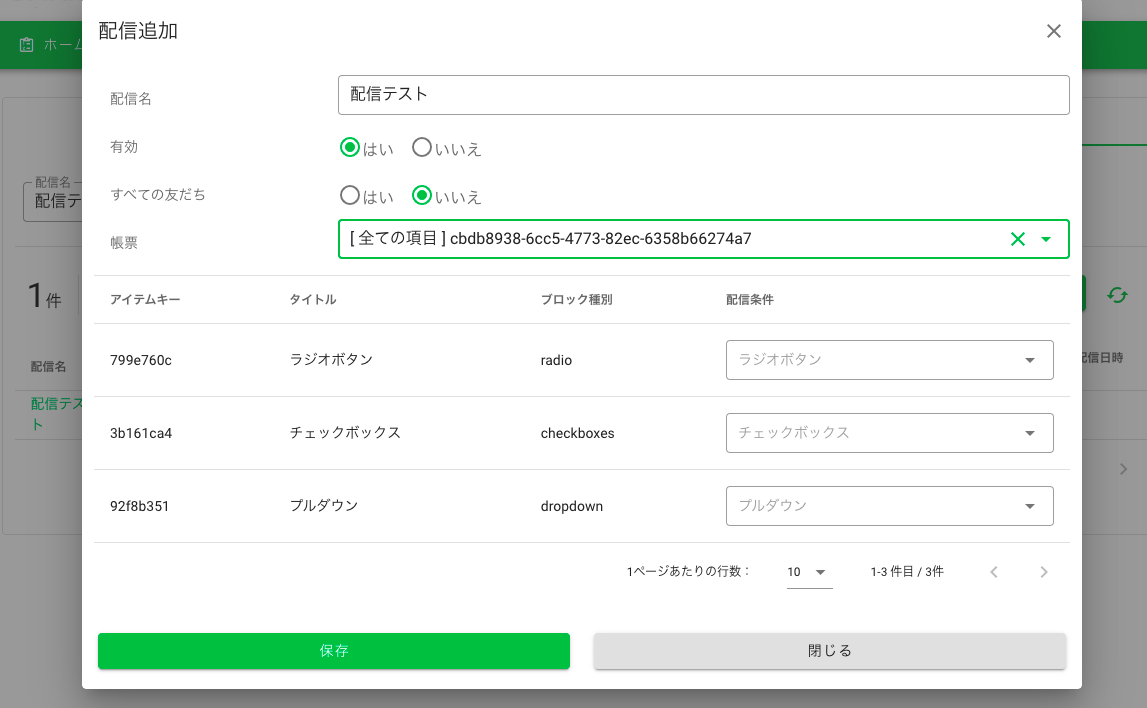 配信追加
ホーム
配信名
配信テスト
有効
はい
いいえ
すべての友だち
はい
いいえ
配信名
配信テ
帳票
[ 全ての項目 ] cbdb8938-6cc5-4773-82ec-6358b66274a7
1件
アイテムキー タイトル ブロック種別 配信条件
799e760c ラジオボタン radio ラジオボタン
配信名
配信日時
配信テス
ト
3b161ca4 チェックボックス checkboxes チェックボックス
92f8b351 プルダウン dropdown プルダウン
1ページあたりの行数： 10 1-3 件目 / 3件
保存
閉じる